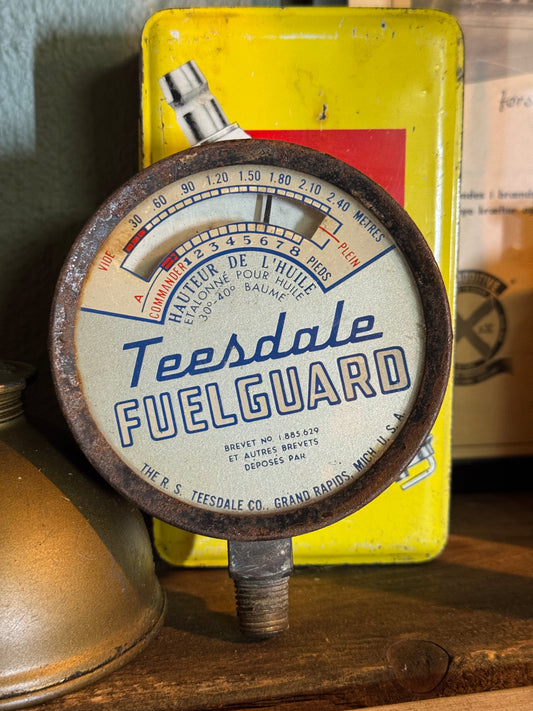 .30 .60 .90 1.20 1.50 1.80 2.10 2.40 METRES
VIDE
PLEIN
A COMMANDER
1 2 3 4 5 6 7 8 PIEDS
HAUTEUR DE L'HUILE
ETALONNÉ POUR HUILE
30°-40° BAUMÉ
Teesdale
FUELGUARD
BREVET NO. 1.885.629
ET AUTRES BREVETS
DÉPOSÉS PAR
THE R. S. TEESDALE CO., GRAND RAPIDS, MICH. U.S.A.